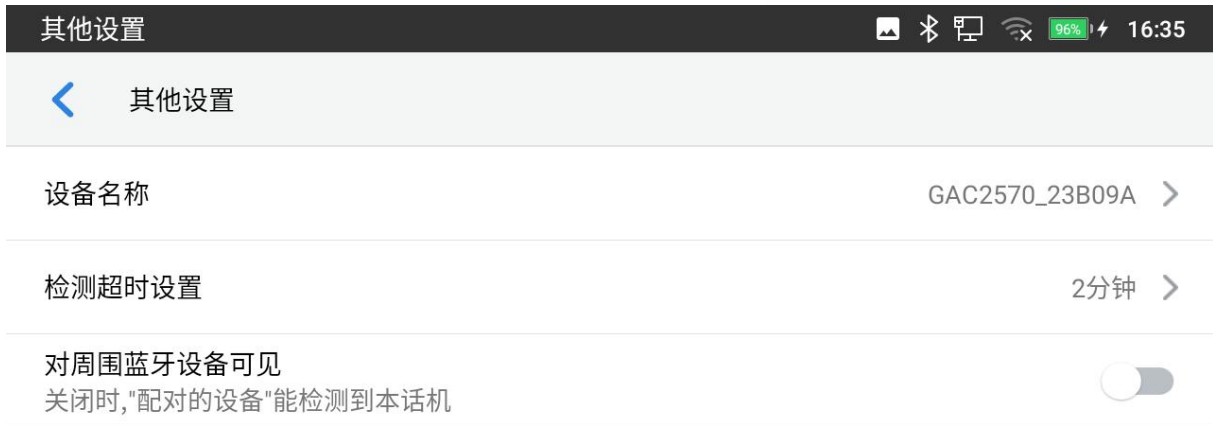 其他设置
96%
16:35
其他设置
设备名称
GAC2570_23B09A
检测超时设置
2分钟
对周围蓝牙设备可见
关闭时,"配对的设备"能检测到本话机